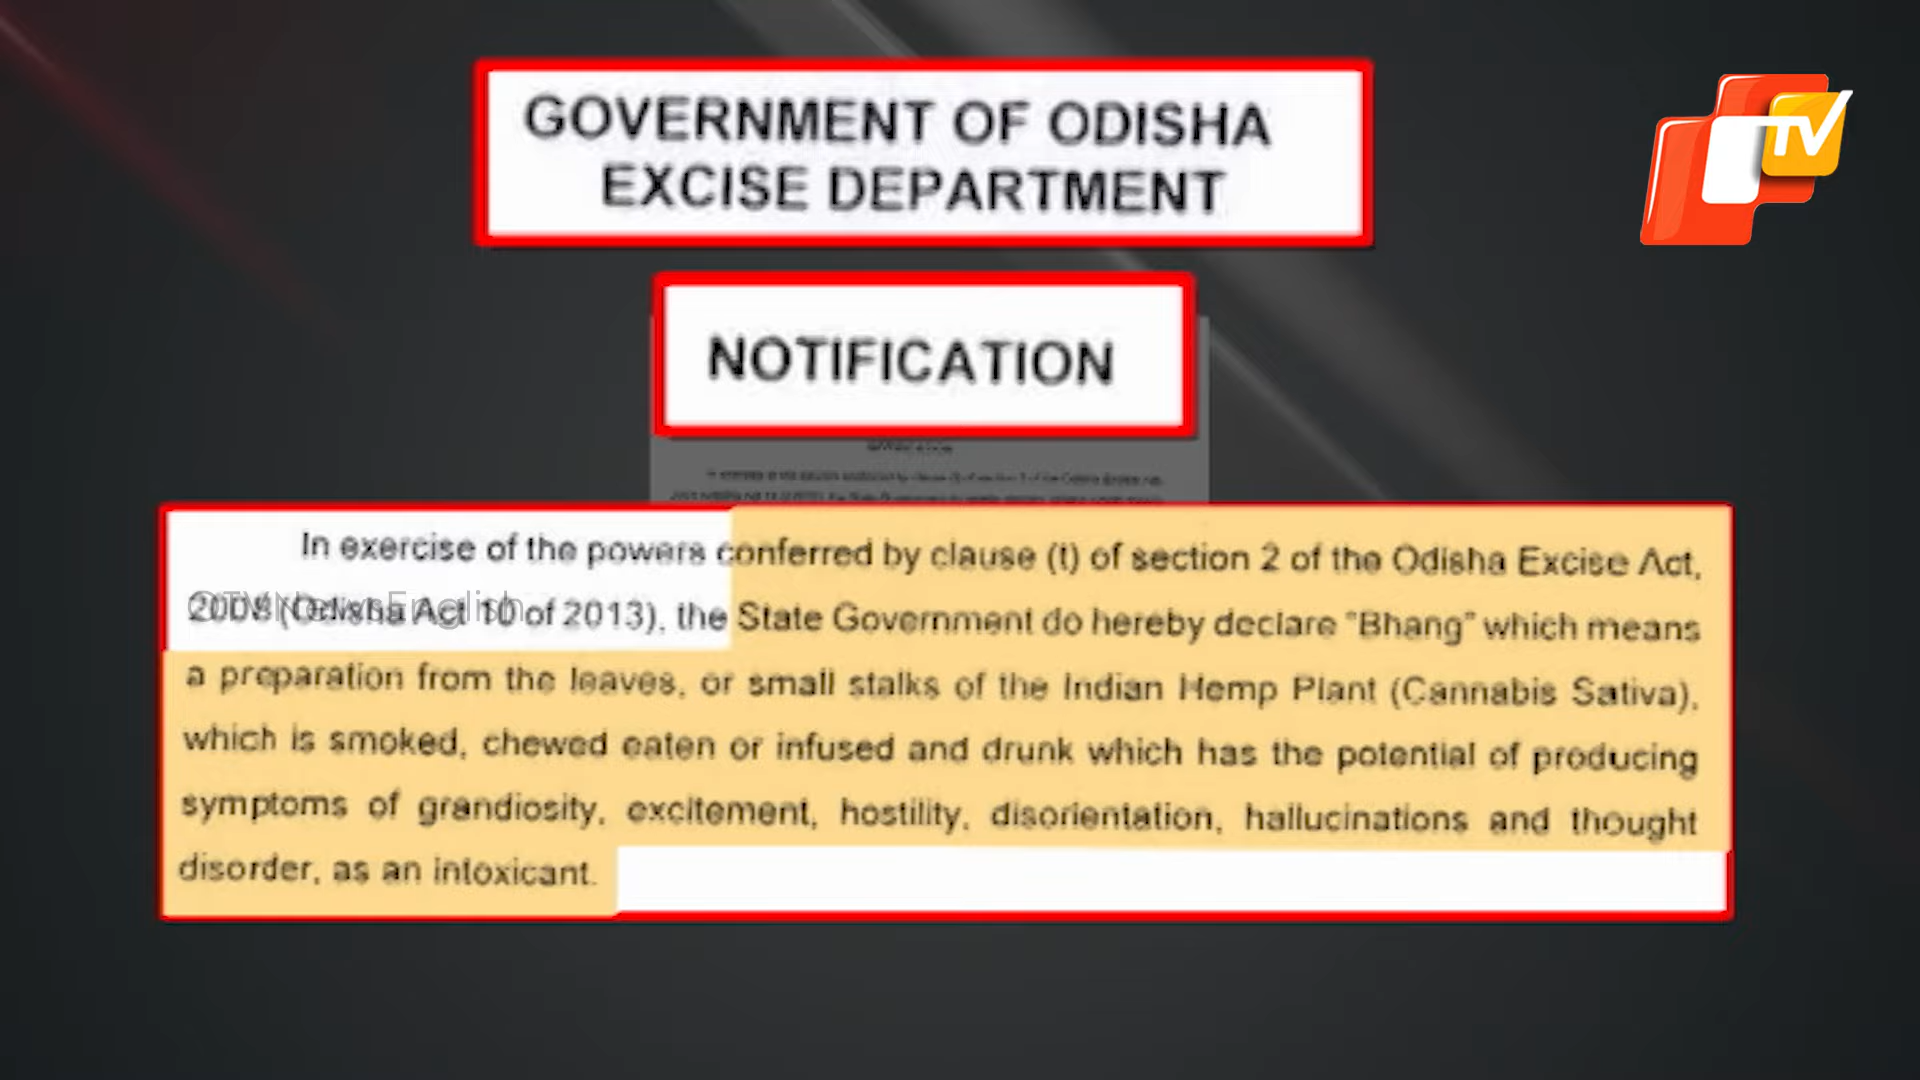 GOVERNMENT OF ODISHA
EXCISE DEPARTMENT
TV
NOTIFICATION
In exercise of the powers conferred by clause (t) of section 2 of the Odisha Excise Act,
2008 (Odisha Act 10 of 2013), the State Government do hereby declare "Bhang" which means
a preparation from the leaves, or small stalks of the Indian Hemp Plant (Cannabis Sativa),
which is smoked, chewed eaten or infused and drunk which has the potential of producing
symptoms of grandiosity, excitement, hostility, disorientation, hallucinations and thought
disorder, as an intoxicant.